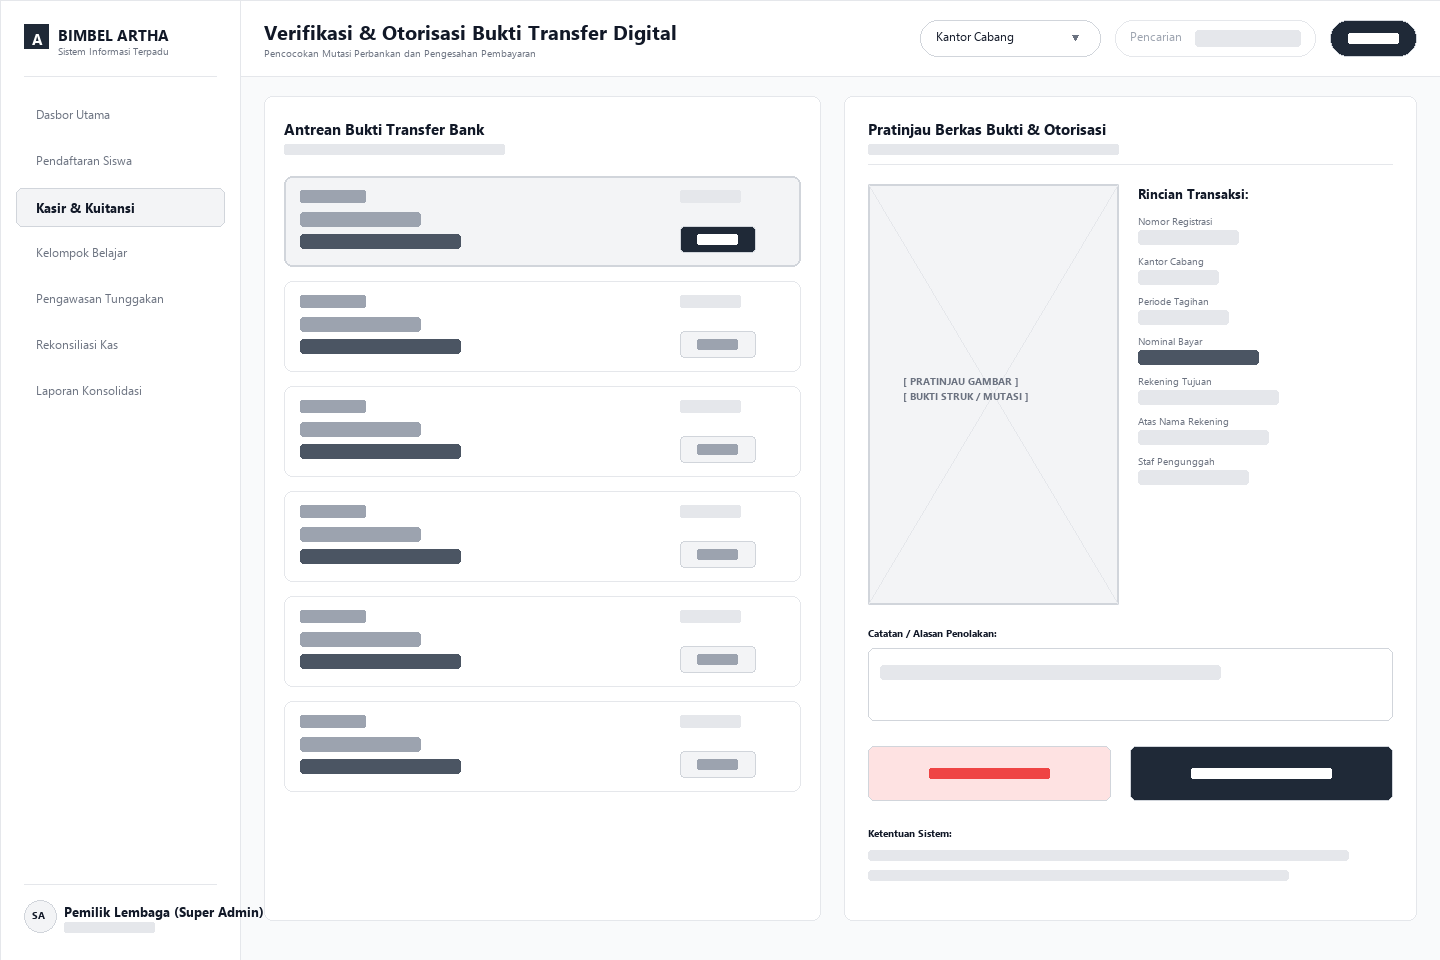 A
BIMBEL ARTHA
Sistem Informasi Terpadu
Dasbor Utama
Pendaftaran Siswa
Kasir & Kuitansi
Kelompok Belajar
Pengawasan Tunggakan
Rekonsiliasi Kas
Laporan Konsolidasi
SA
Pemilik Lembaga (Super Admin)
Verifikasi & Otorisasi Bukti Transfer Digital
Pencocokan Mutasi Perbankan dan Pengesahan Pembayaran
Kantor Cabang
▼
Pencarian
Antrean Bukti Transfer Bank
Pratinjau Berkas Bukti & Otorisasi
[ PRATINJAU GAMBAR ]
[ BUKTI STRUK / MUTASI ]
Rincian Transaksi:
Nomor Registrasi
Kantor Cabang
Periode Tagihan
Nominal Bayar
Rekening Tujuan
Atas Nama Rekening
Staf Pengunggah
Catatan / Alasan Penolakan:
Ketentuan Sistem: